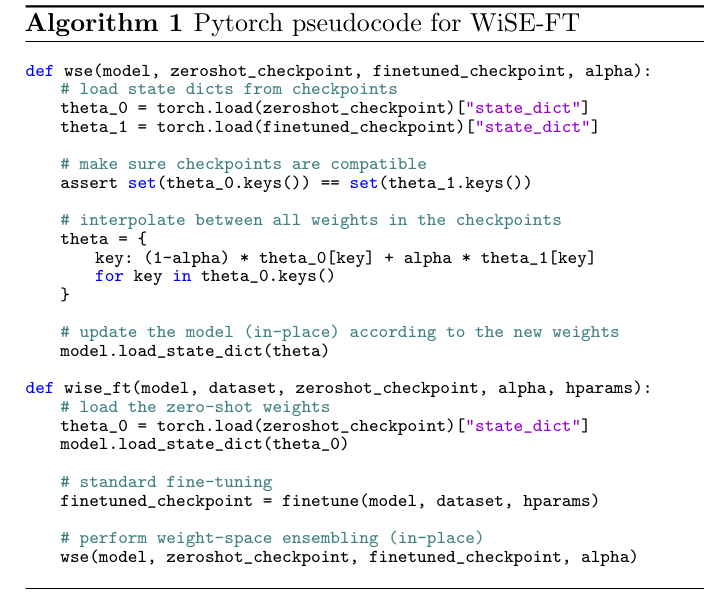 Algorithm 1 Pytorch pseudocode for WiSE-FT
def wse(model, zeroshot_checkpoint, finetuned_checkpoint, alpha):
    # load state dicts from checkpoints
    theta_0 = torch.load(zeroshot_checkpoint)["state_dict"]
    theta_1 = torch.load(finetuned_checkpoint)["state_dict"]
    # make sure checkpoints are compatible
    assert set(theta_0.keys()) == set(theta_1.keys())
    # interpolate between all weights in the checkpoints
    theta = {
        key: (1-alpha) * theta_0[key] + alpha * theta_1[key]
        for key in theta_0.keys()
    }
    # update the model (in-place) according to the new weights
    model.load_state_dict(theta)
def wise_ft(model, dataset, zeroshot_checkpoint, alpha, hparams):
    # load the zero-shot weights
    theta_0 = torch.load(zeroshot_checkpoint)["state_dict"]
    model.load_state_dict(theta_0)
    # standard fine-tuning
    finetuned_checkpoint = finetune(model, dataset, hparams)
    # perform weight-space ensembling (in-place)
    wse(model, zeroshot_checkpoint, finetuned_checkpoint, alpha)